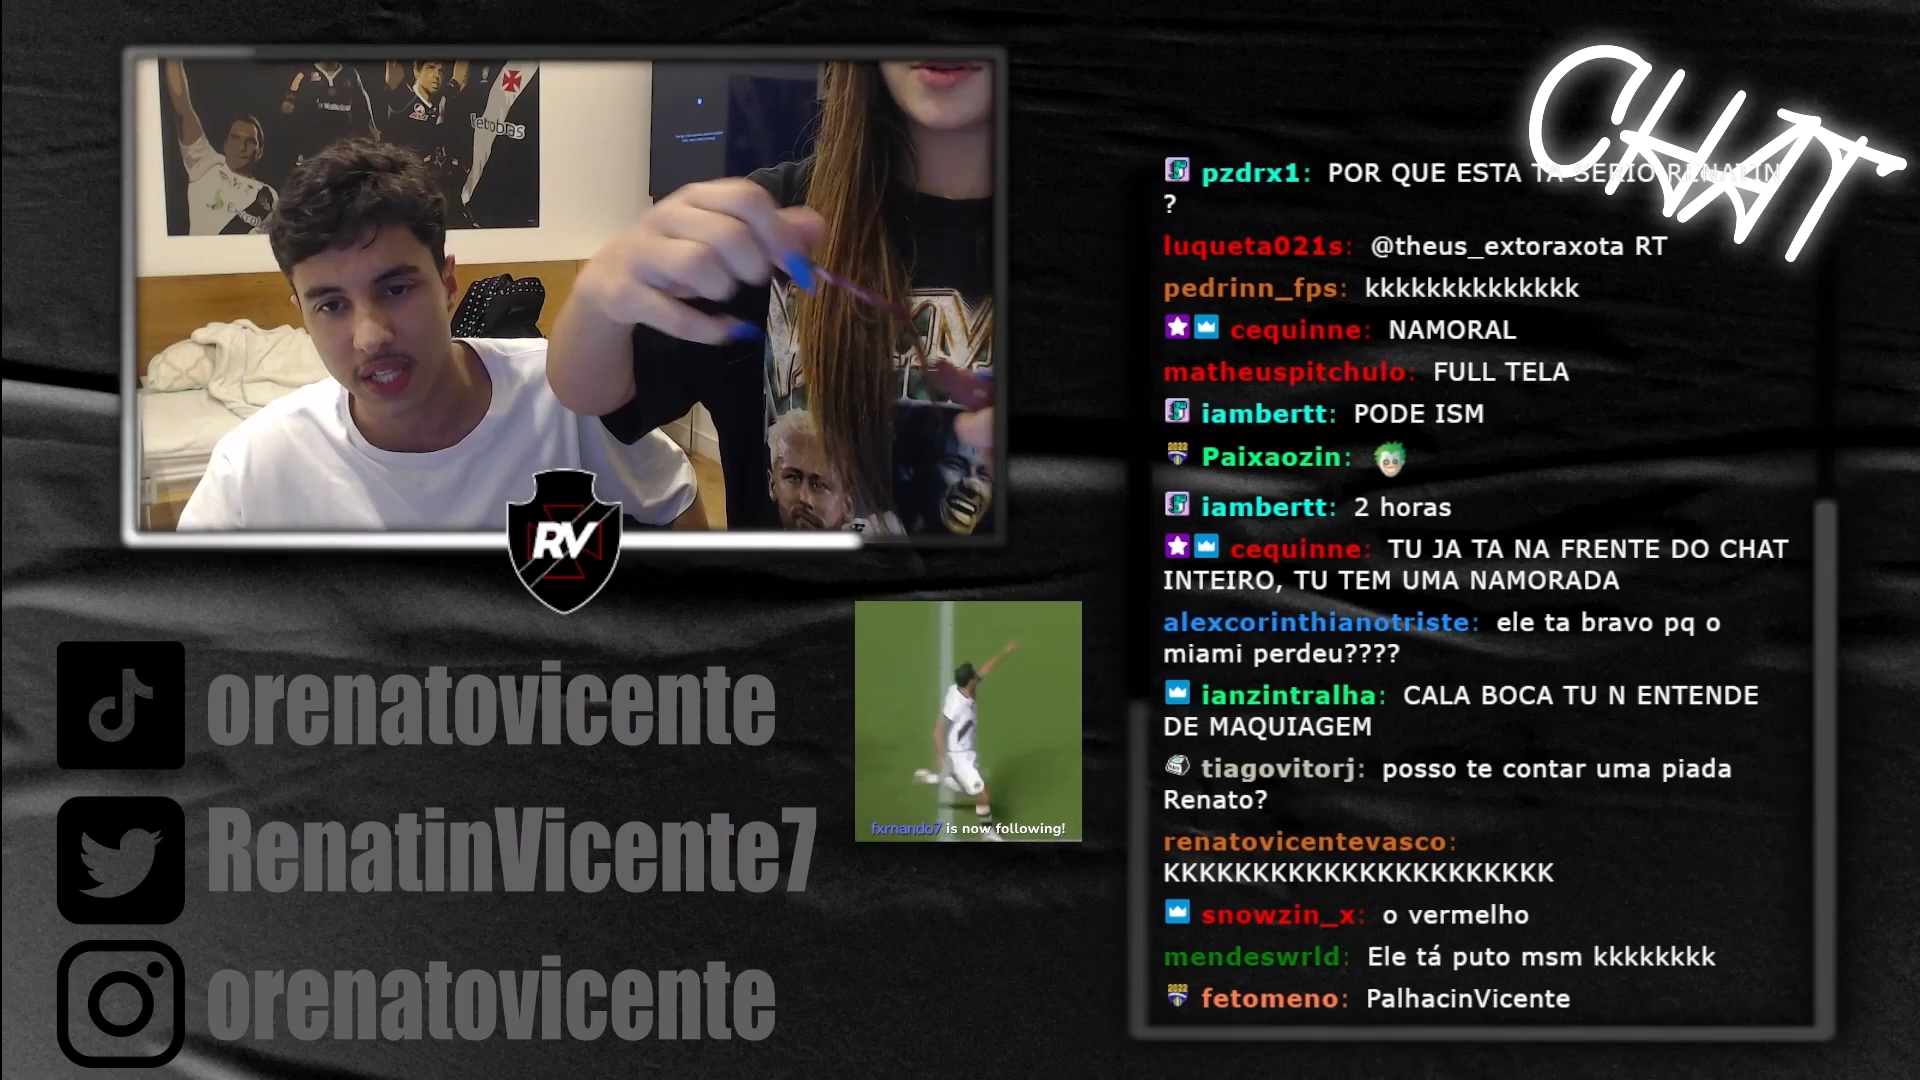 Petrobras
CHAT
pzdrx1: POR QUE ESTA TA SERIO RENATIN
?
luqueta021s: @theus_extoraxota RT
pedrinn_fps: kkkkkkkkkkkkkk
cequinne: NAMORAL
matheuspitchulo: FULL TELA
iambertt: PODE ISM
Paixaozin:
iambertt: 2 horas
cequinne: TU JA TA NA FRENTE DO CHAT
INTEIRO, TU TEM UMA NAMORADA
alexcorinthianotriste: ele ta bravo pq o
miami perdeu????
ianzintralha: CALA BOCA TU N ENTENDE
DE MAQUIAGEM
tiagovitorj: posso te contar uma piada
Renato?
renatovicentevasco:
KKKKKKKKKKKKKKKKKKKKKK
snowzin_x: o vermelho
mendeswrld: Ele tá puto msm kkkkkkkk
fetomeno: PalhacinVicente
RV
orenatovicente
RenatinVicente7
orenatovicente
fxrnando7 is now following!